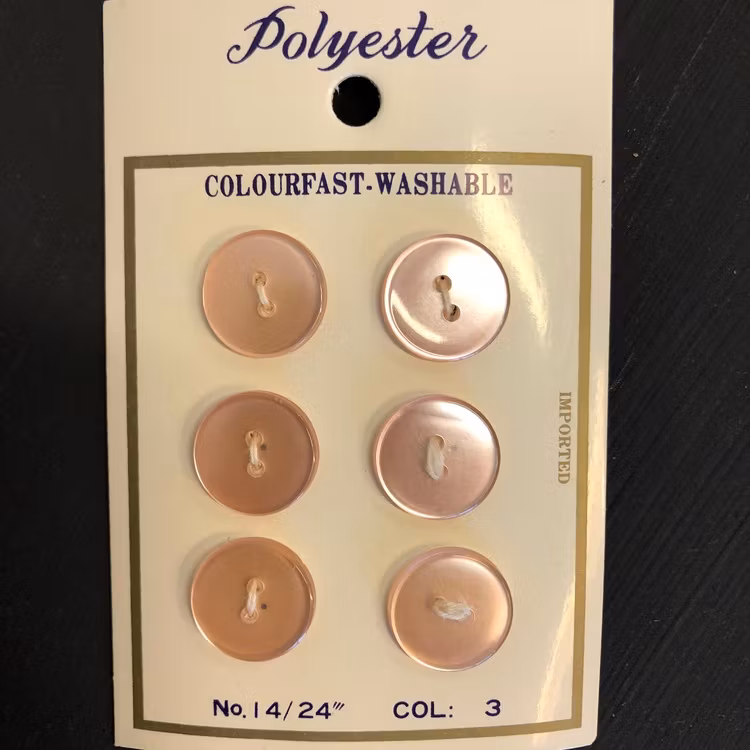 Polyester
COLOURFAST-WASHABLE
IMPORTED
No. 14/24‴ COL: 3